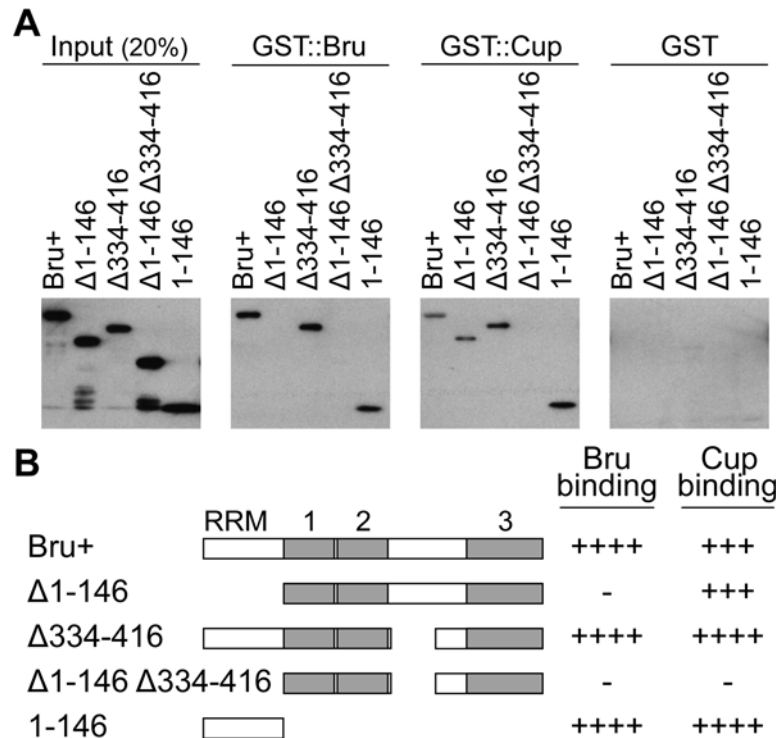 A
Input (20%) GST::Bru GST::Cup GST
Bru+ Δ1-146 Δ334-416 Δ1-146 Δ334-416 1-146 Bru+ Δ1-146 Δ334-416 Δ1-146 Δ334-416 1-146 Bru+ Δ1-146 Δ334-416 Δ1-146 Δ334-416 1-146 Bru+ Δ1-146 Δ334-416 Δ1-146 Δ334-416 1-146
B
Bru Cup
binding binding
RRM 1 2 3
Bru+ ++++ +++
Δ1-146 - +++
Δ334-416 ++++ ++++
Δ1-146 Δ334-416 - -
1-146 ++++ ++++